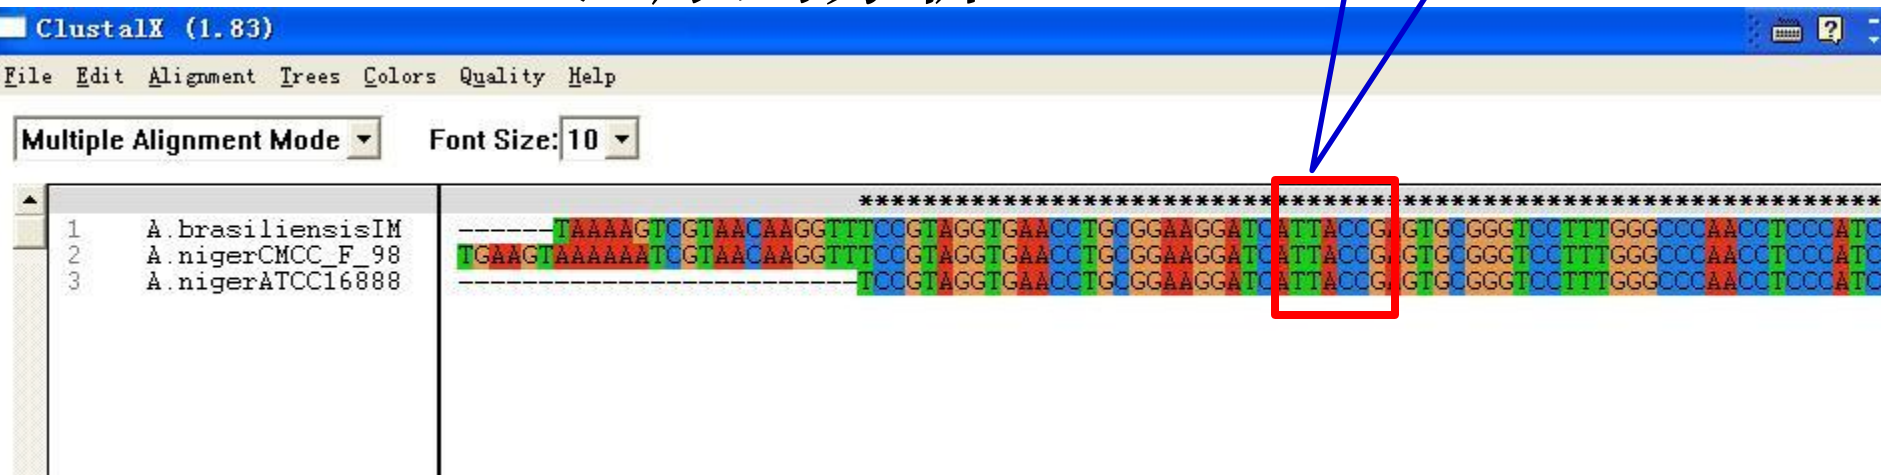 ClustalX (1.83)
File Edit Alignment Trees Colors Quality Help
Multiple Alignment Mode Font Size: 10
****************************************************************
1 A.brasiliensisIM ------TAAAAGTCGTAACAAGGTTTCCGTAGGTGAACCTGCGGAAGGATCATTACCGAGTGCGGGTCCTTTGGGCCCAACCTCCCATC
2 A.nigerCMCC_F_98 TGAAGTAAAAAATCGTAACAAGGTTTCCGTAGGTGAACCTGCGGAAGGATCATTACCGAGTGCGGGTCCTTTGGGCCCAACCTCCCATC
3 A.nigerATCC16888 -------------------------TCCGTAGGTGAACCTGCGGAAGGATCATTACCGAGTGCGGGTCCTTTGGGCCCAACCTCCCATC